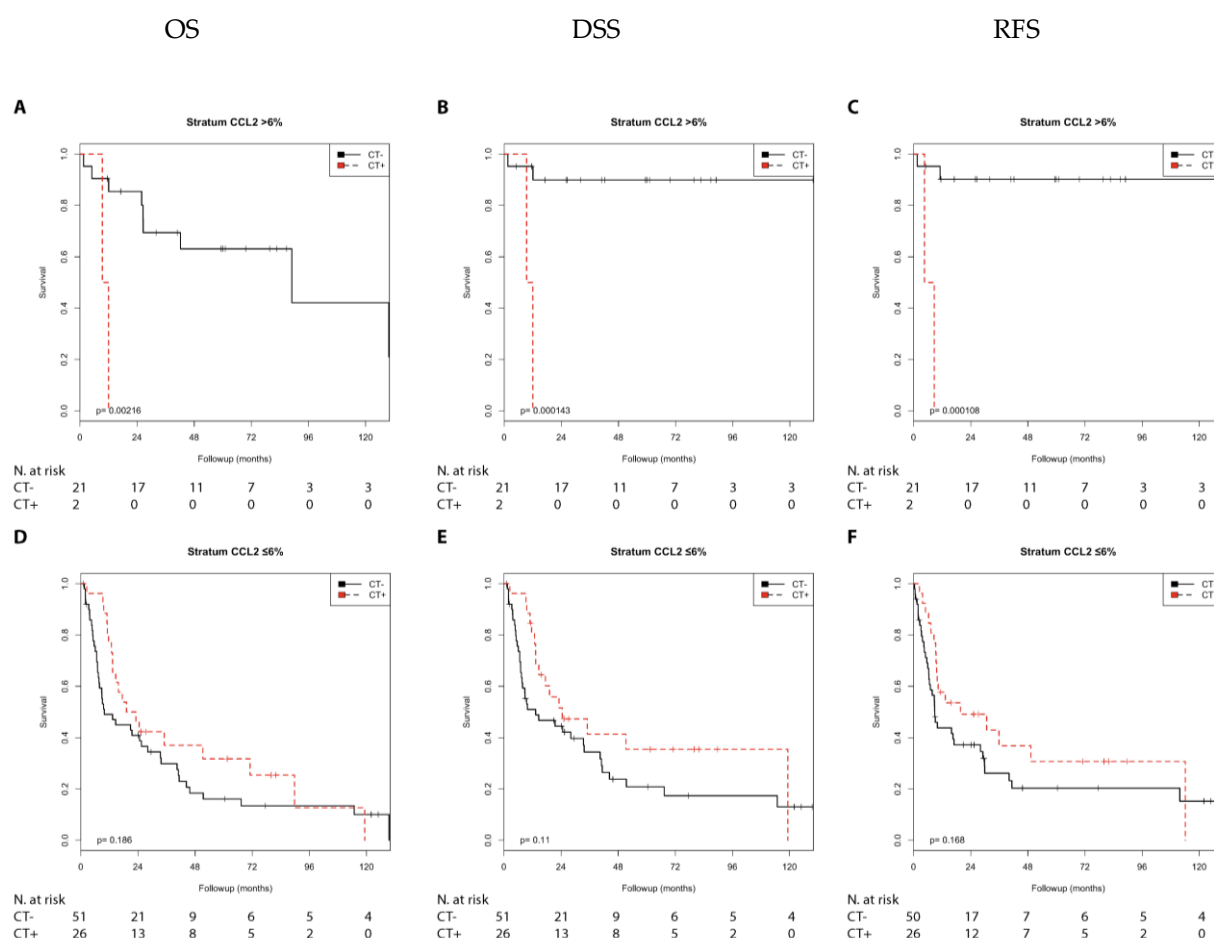 OS DSS RFS
A
Stratum CCL2 >6%
CT-
CT+
Survival
0.0 0.2 0.4 0.6 0.8 1.0
p= 0.00216
0 24 48 72 96 120
Followup (months)
N. at risk
CT- 21 17 11 7 3 3
CT+ 2 0 0 0 0 0
B
Stratum CCL2 >6%
CT-
CT+
Survival
0.0 0.2 0.4 0.6 0.8 1.0
p= 0.000143
0 24 48 72 96 120
Followup (months)
N. at risk
CT- 21 17 11 7 3 3
CT+ 2 0 0 0 0 0
C
Stratum CCL2 >6%
CT
CT
Survival
0.0 0.2 0.4 0.6 0.8 1.0
p= 0.000108
0 24 48 72 96 120
Followup (months)
N. at risk
CT- 21 17 11 7 3 3
CT+ 2 0 0 0 0 0
D
Stratum CCL2 ≤6%
CT-
CT+
Survival
0.0 0.2 0.4 0.6 0.8 1.0
p= 0.186
0 24 48 72 96 120
Followup (months)
N. at risk
CT- 51 21 9 6 5 4
CT+ 26 13 8 5 2 0
E
Stratum CCL2 ≤6%
CT-
CT+
Survival
0.0 0.2 0.4 0.6 0.8 1.0
p= 0.11
0 24 48 72 96 120
Followup (months)
N. at risk
CT- 51 21 9 6 5 4
CT+ 26 13 8 5 2 0
F
Stratum CCL2 ≤6%
CT
CT
Survival
0.0 0.2 0.4 0.6 0.8 1.0
p= 0.168
0 24 48 72 96 120
Followup (months)
N. at risk
CT- 50 17 7 6 5 4
CT+ 26 12 7 5 2 0